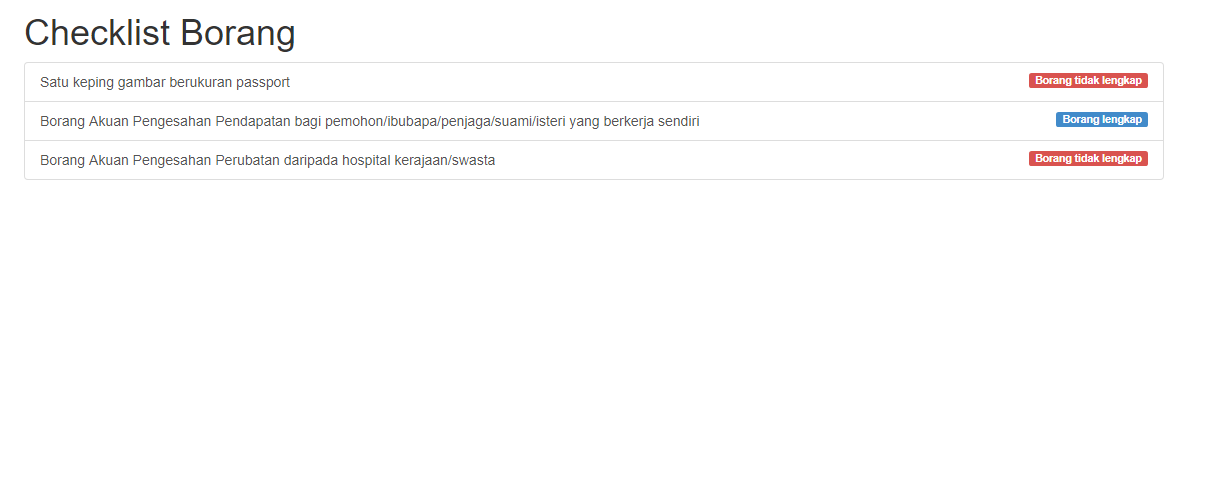 Checklist Borang
Satu keping gambar berukuran passport Borang tidak lengkap
Borang Akuan Pengesahan Pendapatan bagi pemohon/ibubapa/penjaga/suami/isteri yang berkerja sendiri Borang lengkap
Borang Akuan Pengesahan Perubatan daripada hospital kerajaan/swasta Borang tidak lengkap